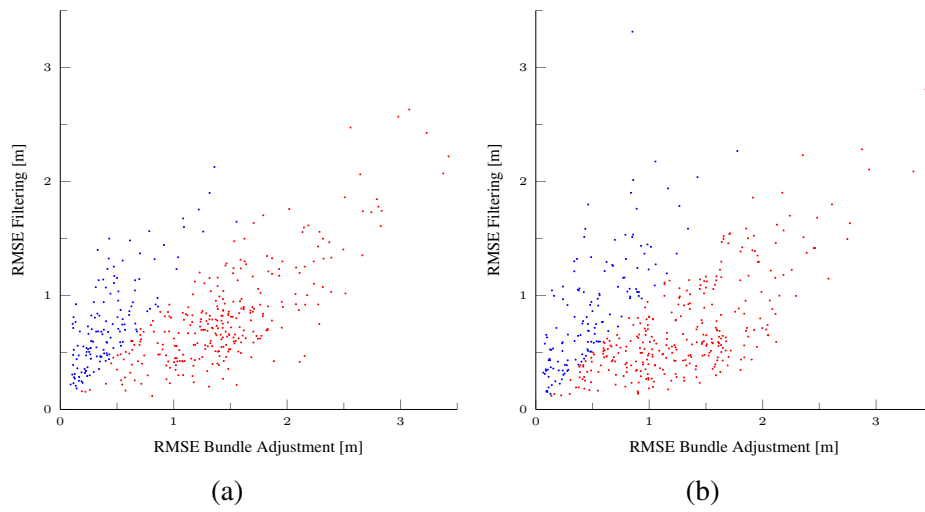 3
2
1
0
RMSE Filtering [m]
0 1 2 3
RMSE Bundle Adjustment [m]
(a)
3
2
1
0
RMSE Filtering [m]
0 1 2 3
RMSE Bundle Adjustment [m]
(b)